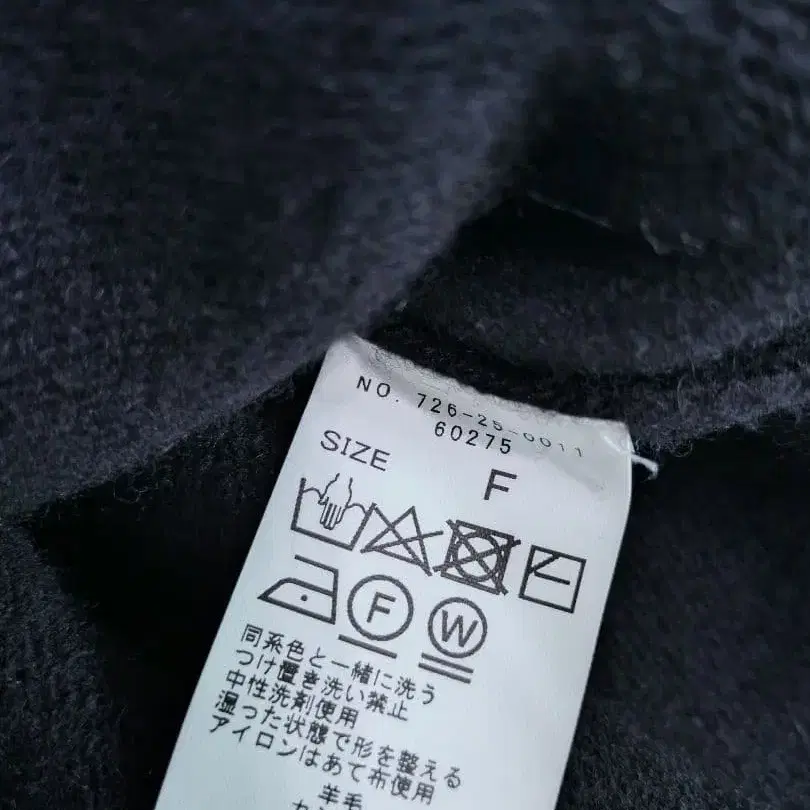 NO. 726-25-0011
60275
SIZE F
F W
同系色と一緒に洗う
つけ置き洗い禁止
中性洗剤使用
湿った状態で形を整える
アイロンはあて布使用
羊毛